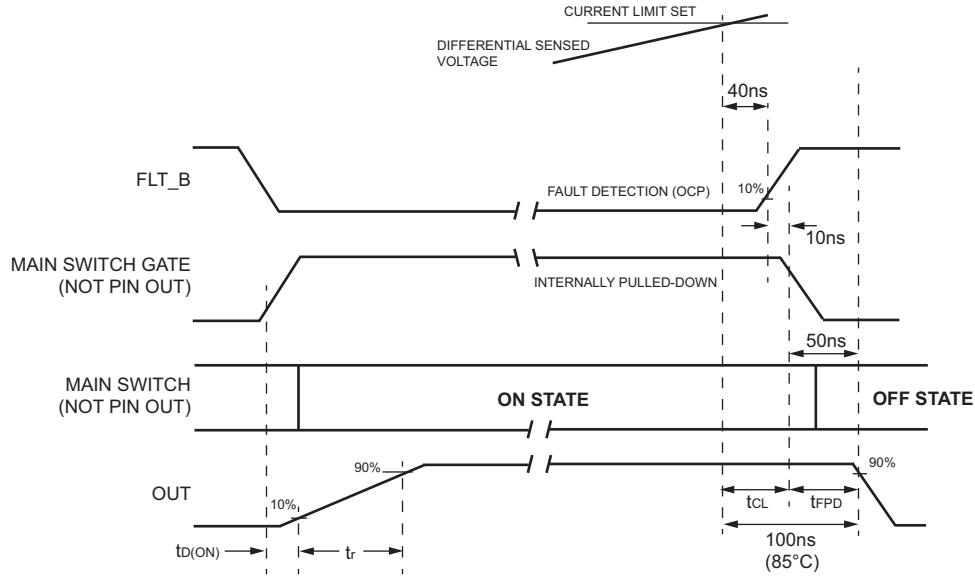 CURRENT LIMIT SET
DIFFERENTIAL SENSED
VOLTAGE
40ns
FLT_B
FAULT DETECTION (OCP)
10%
10ns
MAIN SWITCH GATE
(NOT PIN OUT)
INTERNALLY PULLED-DOWN
50ns
MAIN SWITCH
(NOT PIN OUT)
ON STATE
OFF STATE
90%
90%
OUT
10%
tCL
tFPD
tD(ON)
tr
100ns
(85°C)